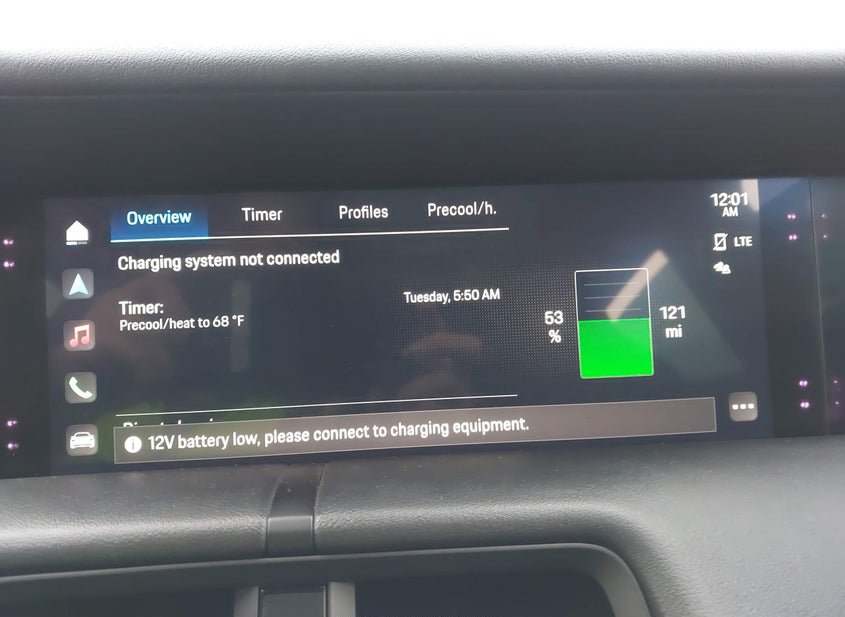 Overview Timer Profiles Precool/h. 12:01
AM
Charging system not connected LTE
Timer: Tuesday, 5:50 AM
Precool/heat to 68 °F
53 121
% mi
12V battery low, please connect to charging equipment.